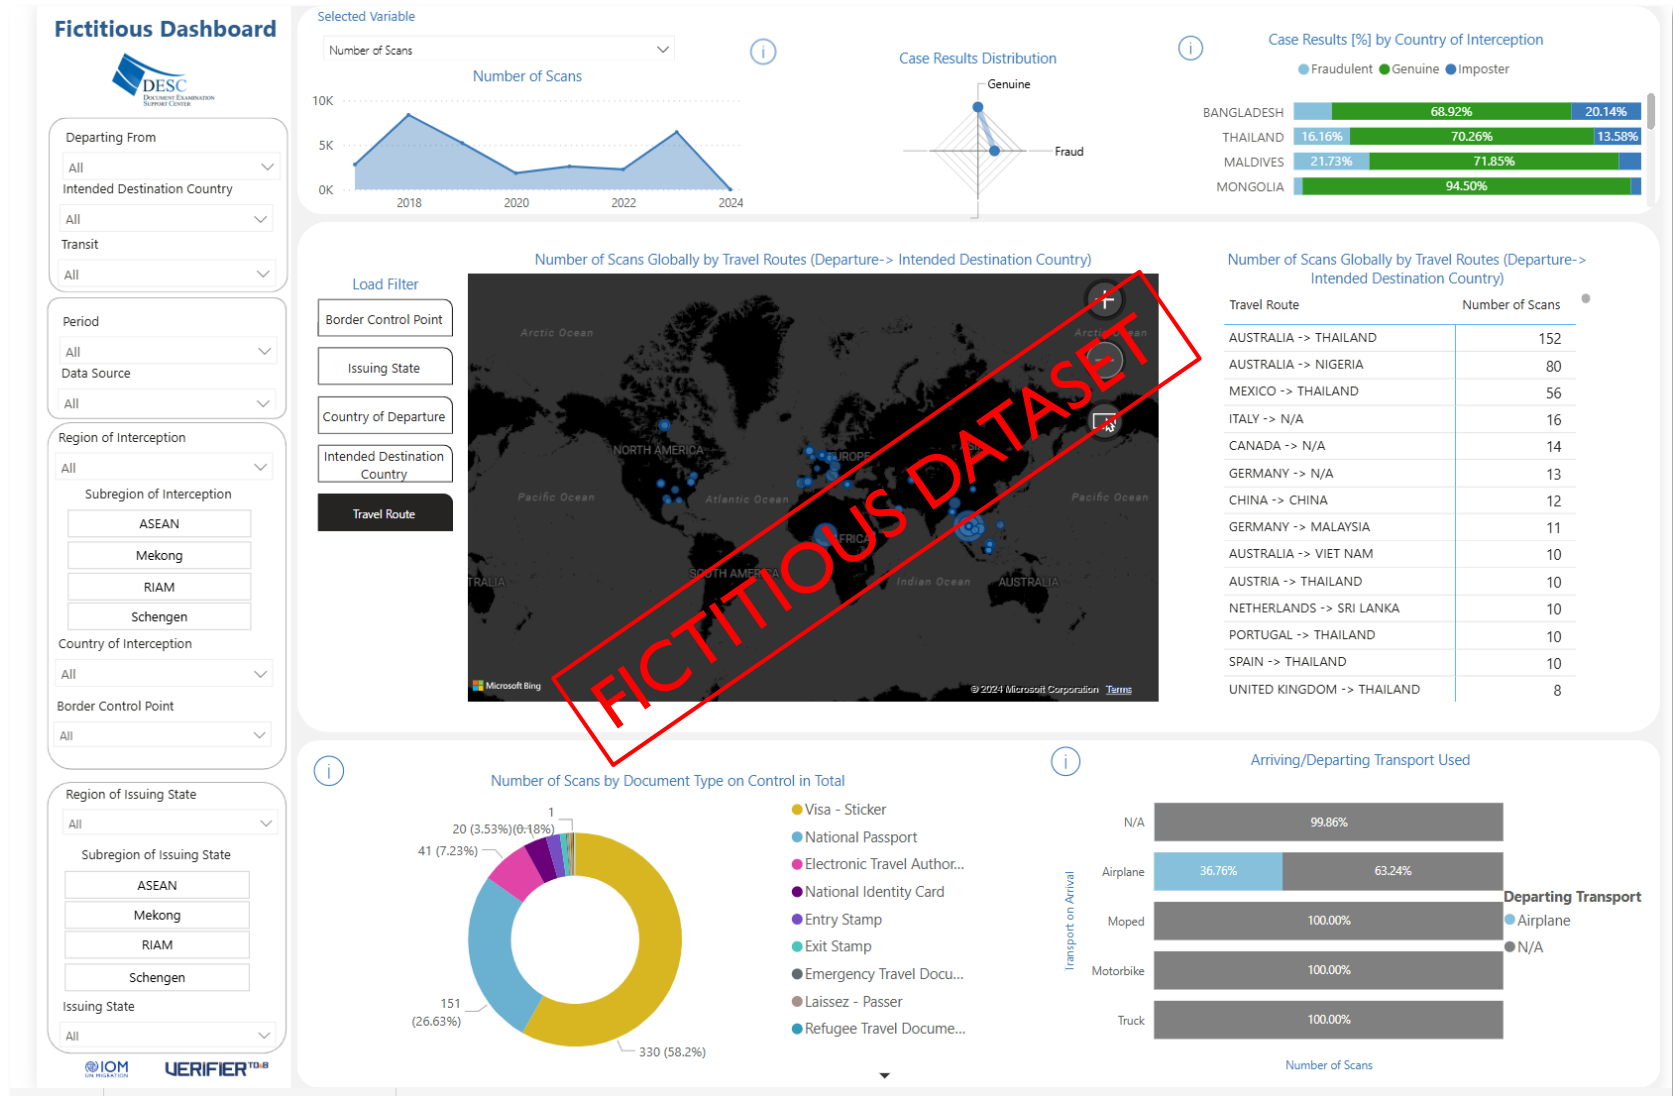 Fictitious Dashboard
DESC
DOCUMENT EXAMINATION
SUPPORT CENTER
Departing From
All
Intended Destination Country
All
Transit
All
Period
All
Data Source
All
Region of Interception
All
Subregion of Interception
ASEAN
Mekong
RIAM
Schengen
Country of Interception
All
Border Control Point
All
Region of Issuing State
All
Subregion of Issuing State
ASEAN
Mekong
RIAM
Schengen
Issuing State
All
IOM
UN MIGRATION
VERIFIER TD&B
Selected Variable
Number of Scans
Number of Scans
10K
5K
0K
2018
2020
2022
2024
Case Results Distribution
Genuine
Fraud
Case Results [%] by Country of Interception
Fraudulent
Genuine
Imposter
BANGLADESH 68.92% 20.14%
THAILAND 16.16% 70.26% 13.58%
MALDIVES 21.73% 71.85%
MONGOLIA 94.50%
Load Filter
Border Control Point
Issuing State
Country of Departure
Intended Destination
Country
Travel Route
Number of Scans Globally by Travel Routes (Departure-> Intended Destination Country)
Arctic Ocean
NORTH AMERICA
EUROPE
Pacific Ocean
Atlantic Ocean
Pacific Ocean
AFRICA
SOUTH AMERICA
Indian Ocean
AUSTRALIA
Microsoft Bing
© 2024 Microsoft Corporation Terms
FICTITIOUS DATASET
Number of Scans Globally by Travel Routes (Departure->
Intended Destination Country)
Travel Route Number of Scans
AUSTRALIA -> THAILAND 152
AUSTRALIA -> NIGERIA 80
MEXICO -> THAILAND 56
ITALY -> N/A 16
CANADA -> N/A 14
GERMANY -> N/A 13
CHINA -> CHINA 12
GERMANY -> MALAYSIA 11
AUSTRALIA -> VIET NAM 10
AUSTRIA -> THAILAND 10
NETHERLANDS -> SRI LANKA 10
PORTUGAL -> THAILAND 10
SPAIN -> THAILAND 10
UNITED KINGDOM -> THAILAND 8
Number of Scans by Document Type on Control in Total
1
(0.18%)
20 (3.53%)
41 (7.23%)
151
(26.63%)
330 (58.2%)
Visa - Sticker
National Passport
Electronic Travel Author...
National Identity Card
Entry Stamp
Exit Stamp
Emergency Travel Docu...
Laissez - Passer
Refugee Travel Docume...
Arriving/Departing Transport Used
Transport on Arrival
N/A 99.86%
Airplane 36.76% 63.24%
Moped 100.00%
Motorbike 100.00%
Truck 100.00%
Number of Scans
Departing Transport
Airplane
N/A